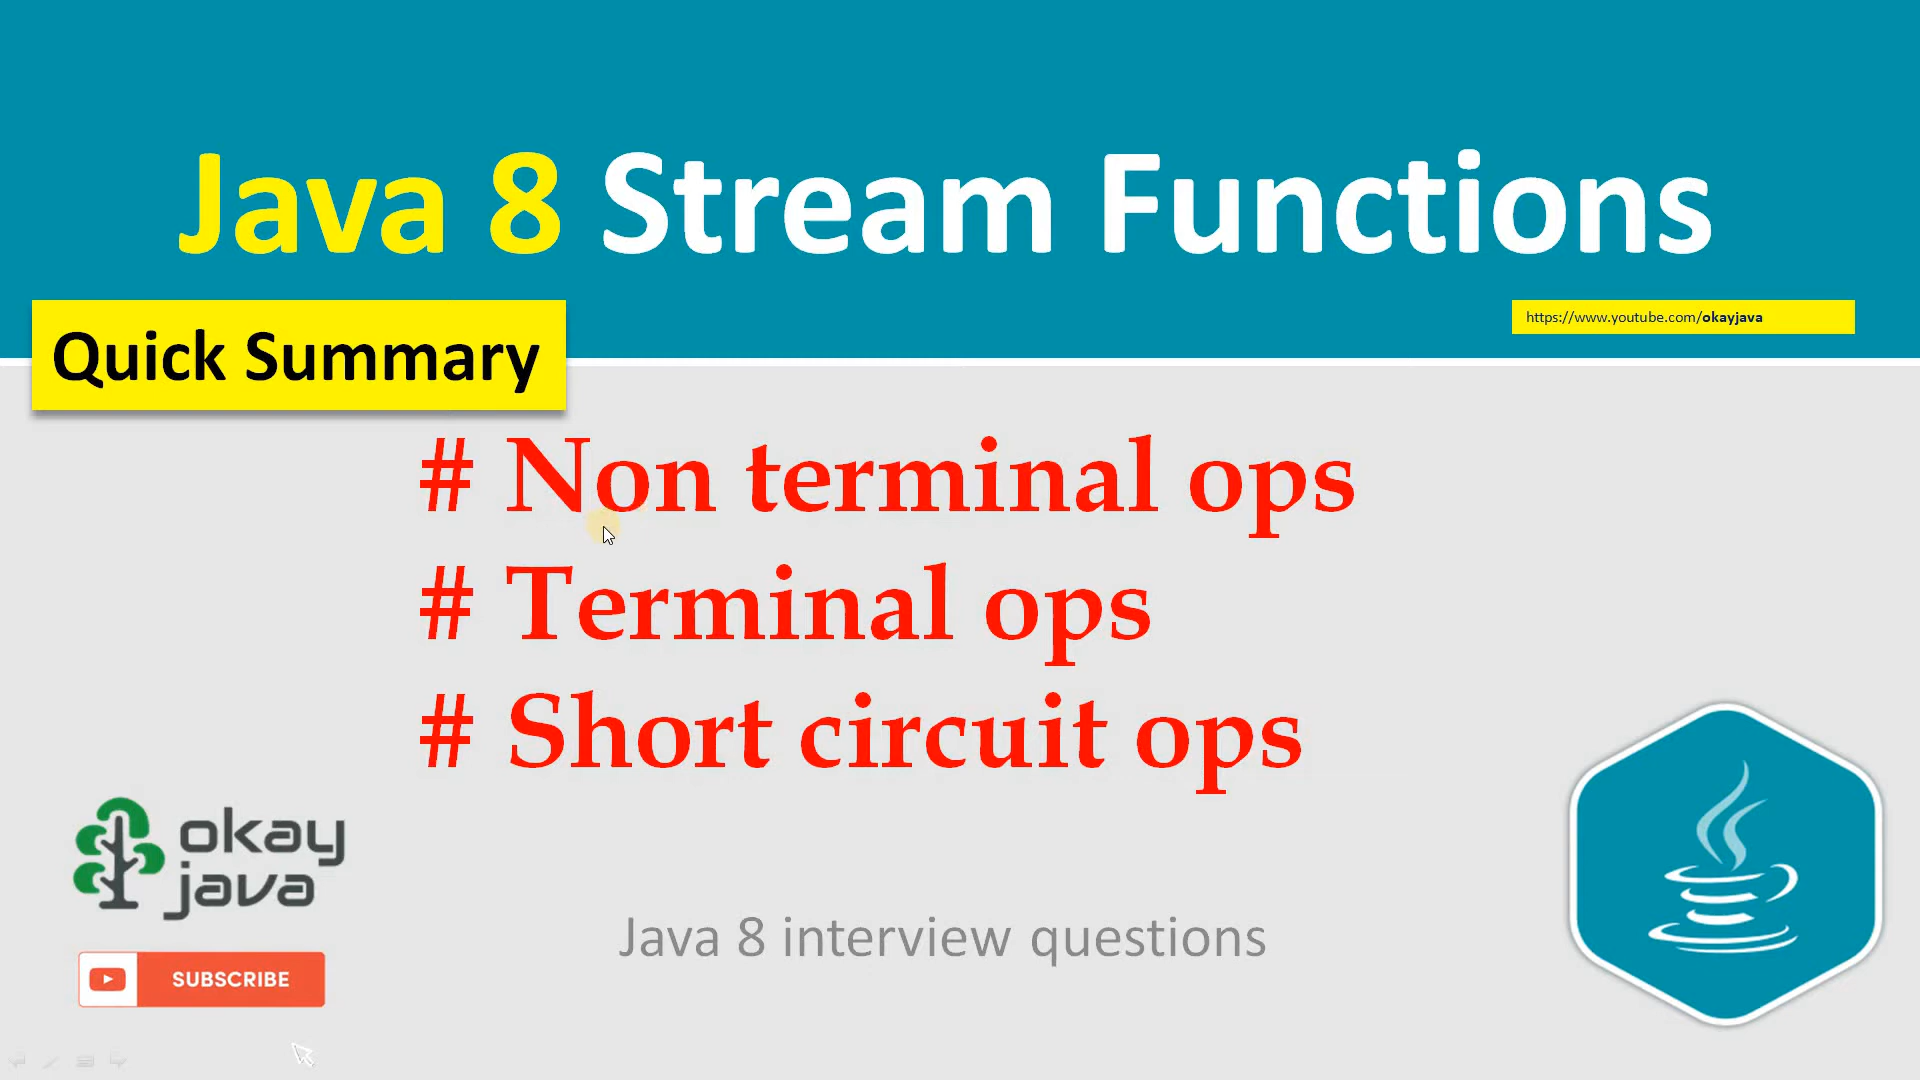 Java 8 Stream Functions
https://www.youtube.com/okayjava
Quick Summary
# Non terminal ops
# Terminal ops
# Short circuit ops
okay
java
Java 8 interview questions
SUBSCRIBE